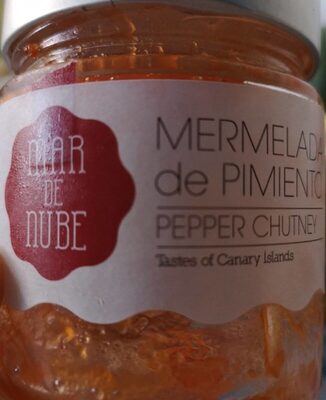 MAR
DE
NUBE
MERMELADA
de PIMIENTO
PEPPER CHUTNEY
Tastes of Canary Islands